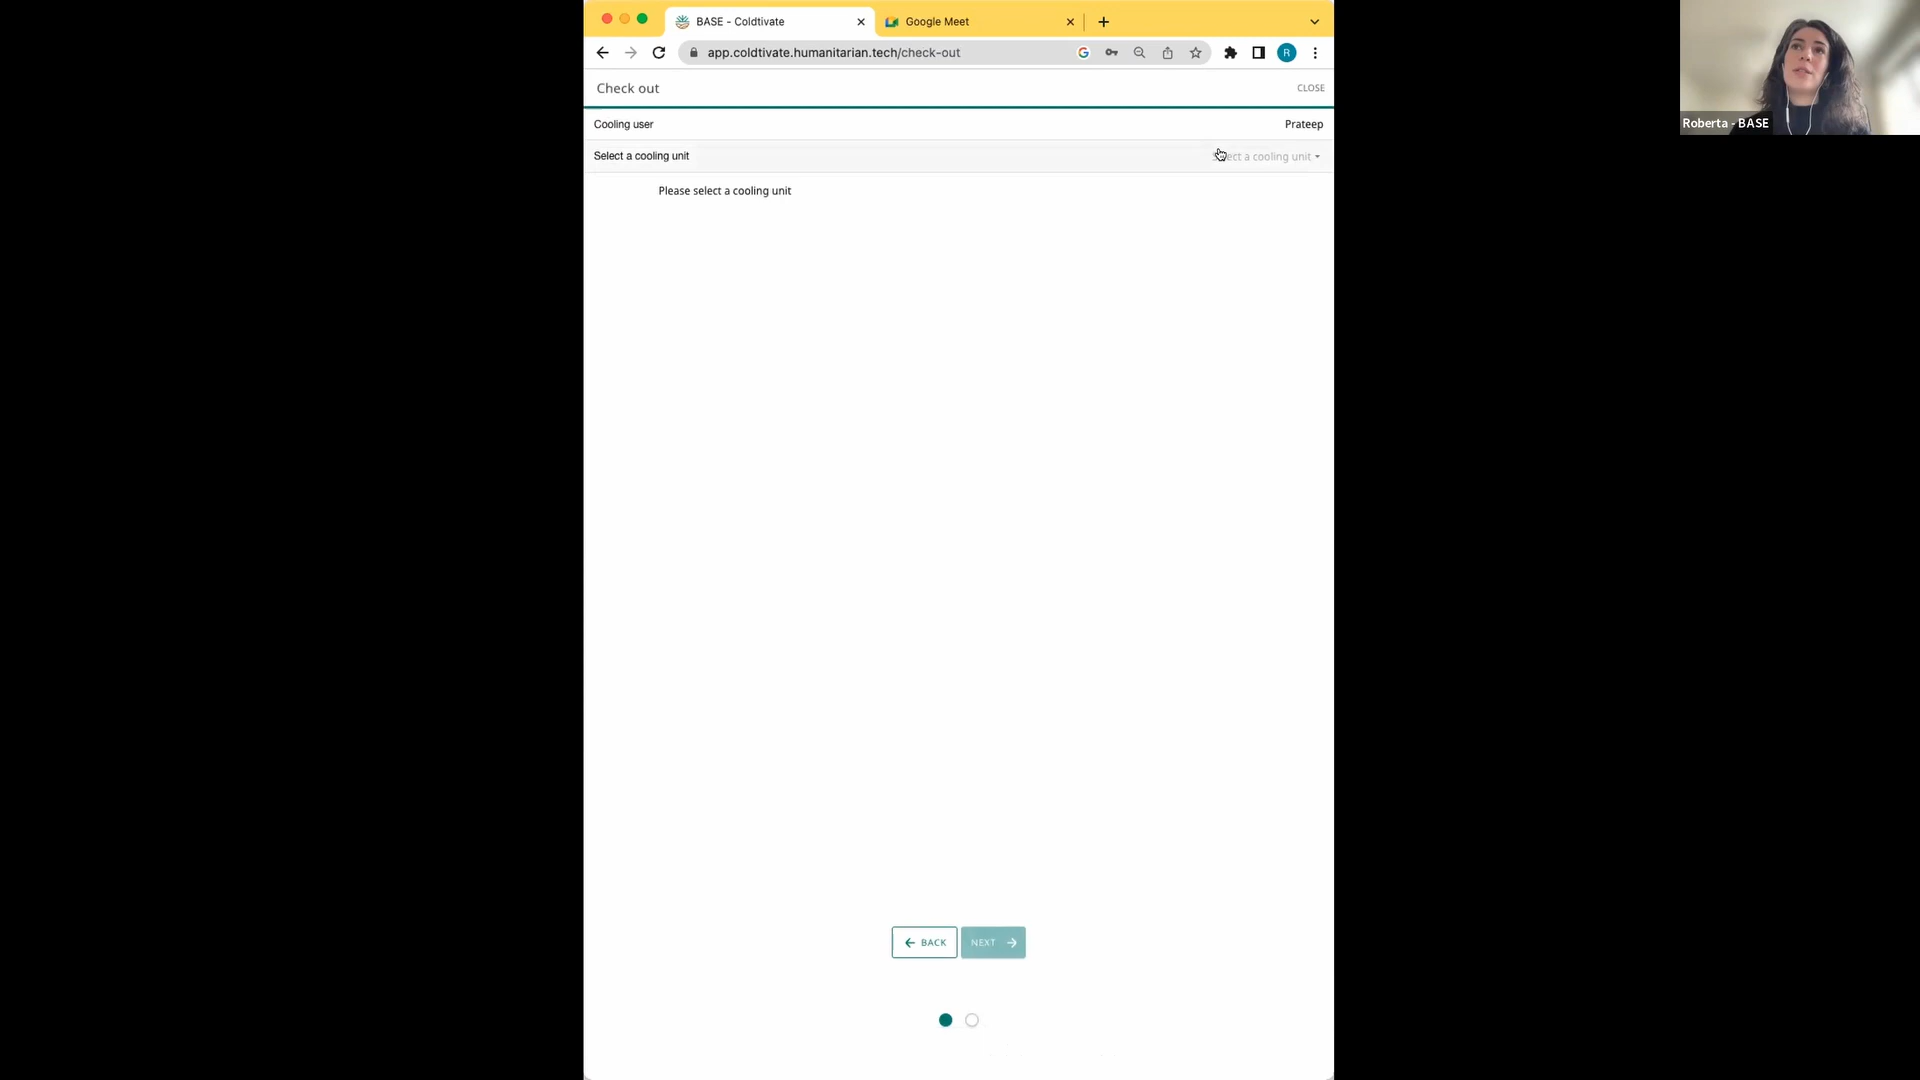 BASE - Coldtivate
Google Meet
app.coldtivate.humanitarian.tech/check-out
R
Check out
CLOSE
Cooling user
Prateep
Select a cooling unit
Select a cooling unit
Please select a cooling unit
BACK
NEXT
Roberta - BASE